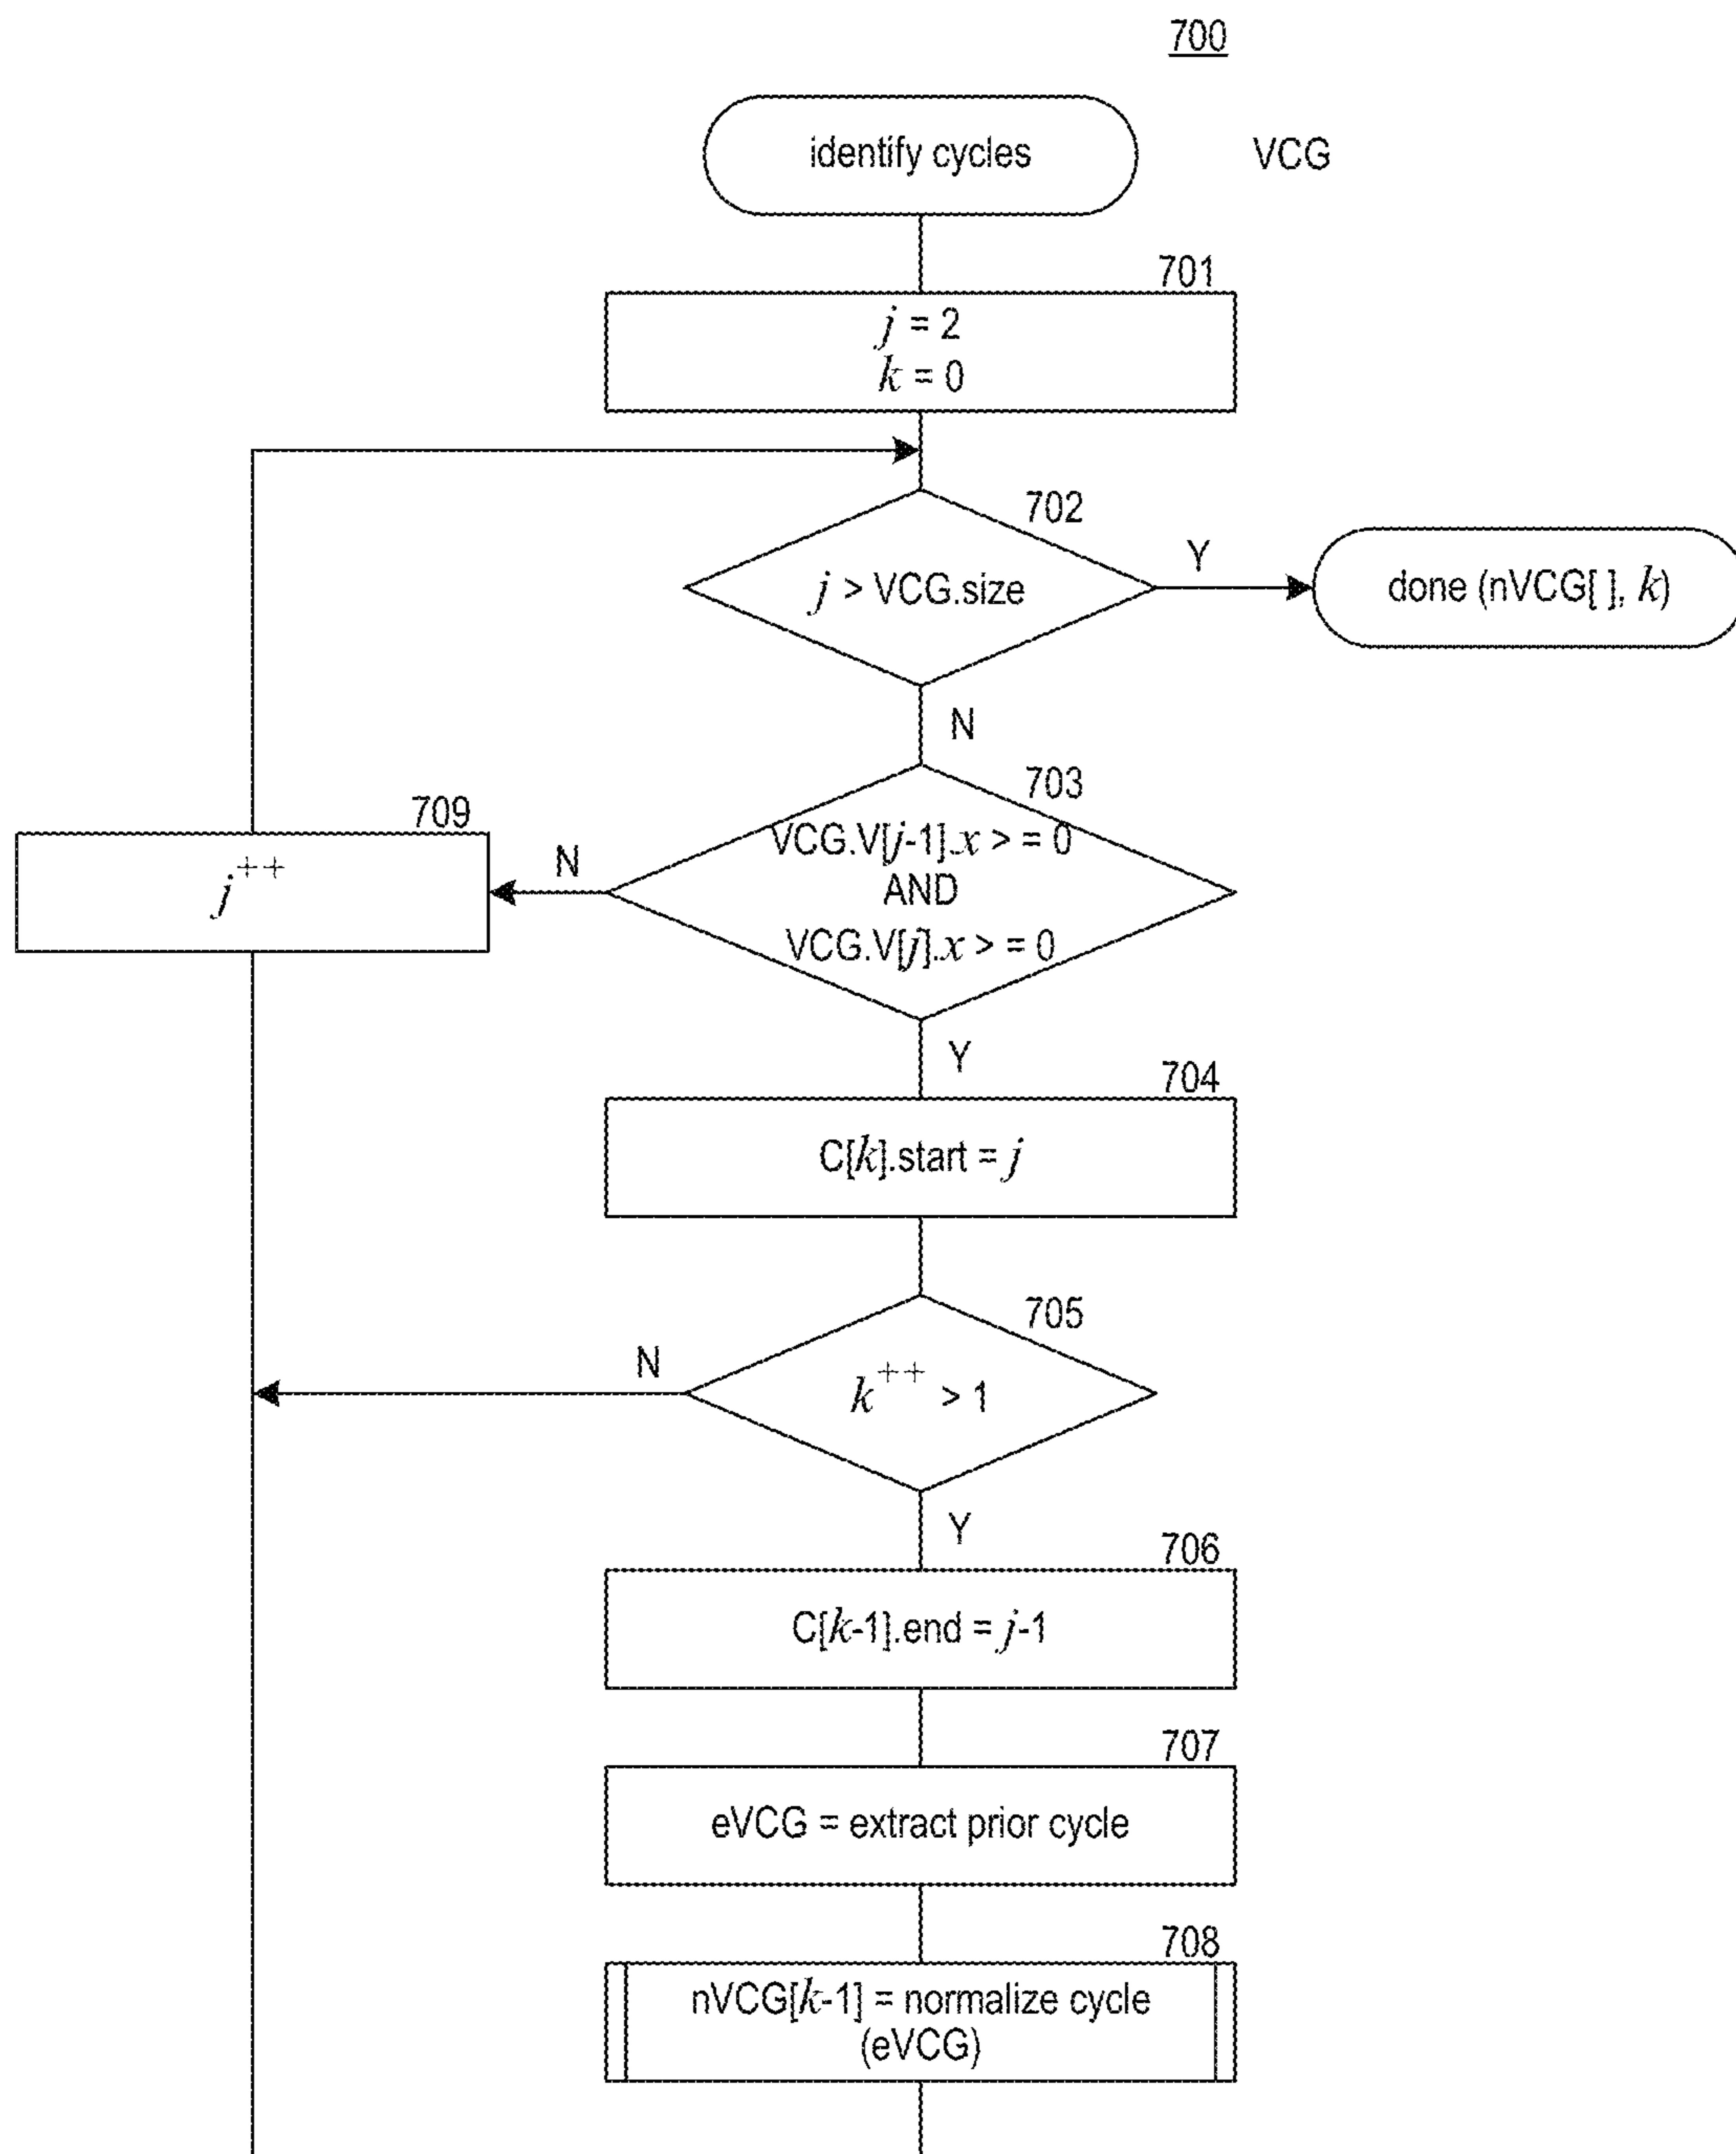 700
identify cycles
VCG
701
j = 2
k = 0
702
j > VCG.size
Y
done (nVCG[ ], k)
N
703
VCG.V[j-1].x > = 0
AND
VCG.V[j].x > = 0
N
709
j++
Y
704
C[k].start = j
705
k++ > 1
N
Y
706
C[k-1].end = j-1
707
eVCG = extract prior cycle
708
nVCG[k-1] = normalize cycle
(eVCG)